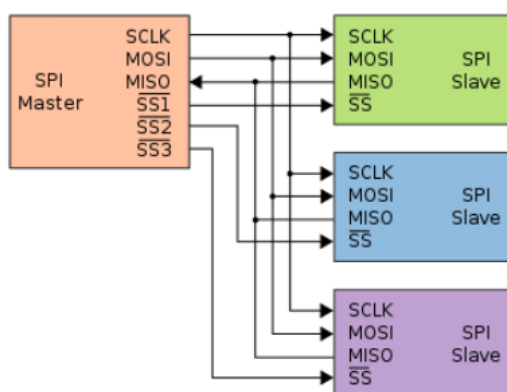 SPI
Master
SCLK
MOSI
MISO
SS1
SS2
SS3
SCLK
MOSI
MISO
SS
SPI
Slave
SCLK
MOSI
MISO
SS
SPI
Slave
SCLK
MOSI
MISO
SS
SPI
Slave